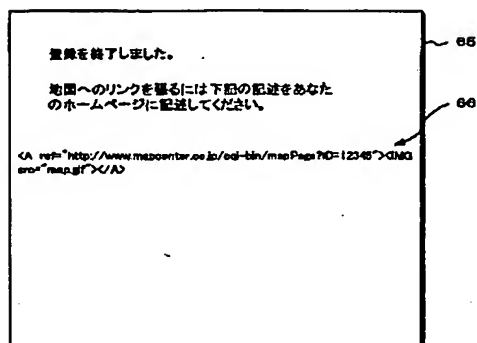 登録を終了しました。
65
地図へのリンクを張るには下記の記述をあなた
のホームページに記述してください。
66
<A ref="http://www.mapcenter.co.jp/cgi-bin/mapPage?ID=12345"><IMG
src="map.gif"></A>